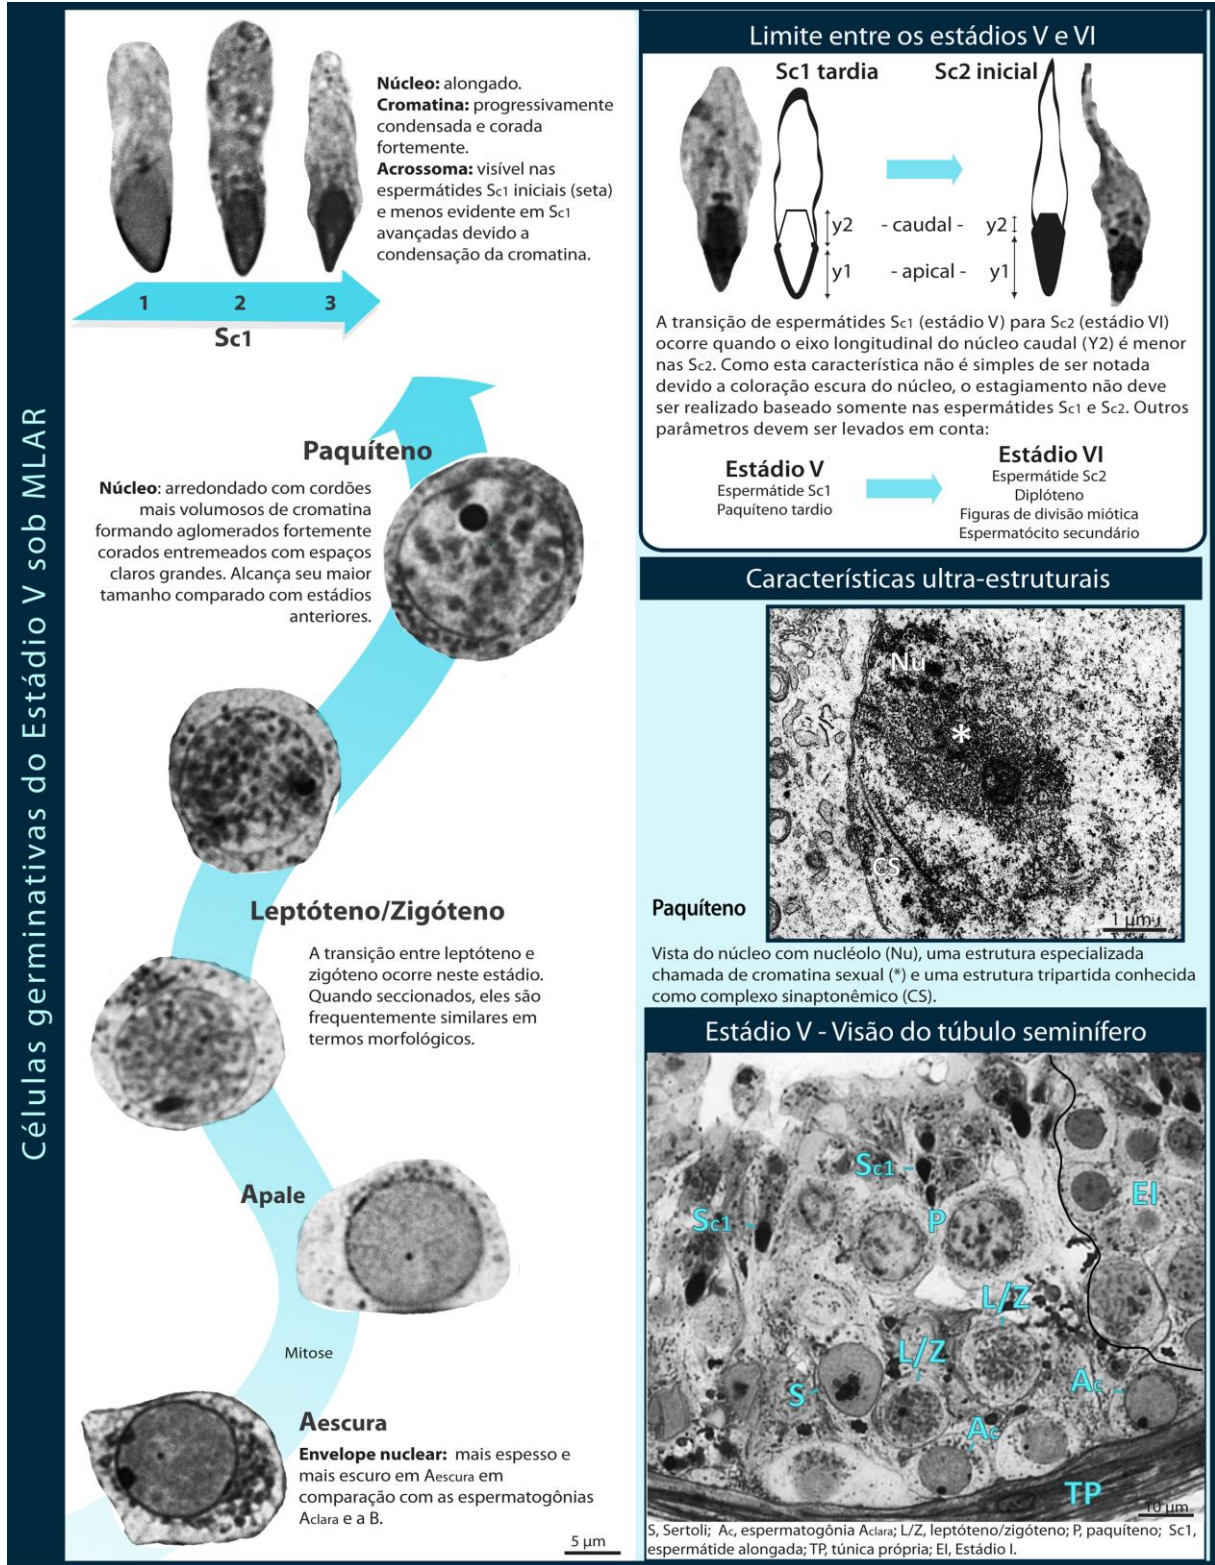 Células germinativas do Estádio V sob MLAR
Núcleo: alongado.
Cromatina: progressivamente
condensada e corada
fortemente.
Acrossoma: visível nas
espermátides Sc1 iniciais (seta)
e menos evidente em Sc1
avançadas devido a
condensação da cromatina.
1 2 3
Sc1
Paquíteno
Núcleo: arredondado com cordões
mais volumosos de cromatina
formando aglomerados fortemente
corados entremeados com espaços
claros grandes. Alcança seu maior
tamanho comparado com estádios
anteriores.
Leptóteno/Zigóteno
A transição entre leptóteno e
zigóteno ocorre neste estádio.
Quando seccionados, eles são
frequentemente similares em
termos morfológicos.
Apale
Mitose
Aescura
Envelope nuclear: mais espesso e
mais escuro em Aescura em
comparação com as espermatogônias
Aclara e a B.
5 µm
Limite entre os estádios V e VI
Sc1 tardia Sc2 inicial
y2 - caudal - y2
y1 - apical - y1
A transição de espermátides Sc1 (estádio V) para Sc2 (estádio VI)
ocorre quando o eixo longitudinal do núcleo caudal (Y2) é menor
nas Sc2. Como esta característica não é simples de ser notada
devido a coloração escura do núcleo, o estagiamento não deve
ser realizado baseado somente nas espermátides Sc1 e Sc2. Outros
parâmetros devem ser levados em conta:
Estádio V
Espermátide Sc1
Paquíteno tardio
Estádio VI
Espermátide Sc2
Diplóteno
Figuras de divisão miótica
Espermatócito secundário
Características ultra-estruturais
Nu
*
CS
1 µm
Paquíteno
Vista do núcleo com nucléolo (Nu), uma estrutura especializada
chamada de cromatina sexual (*) e uma estrutura tripartida conhecida
como complexo sinaptonêmico (CS).
Estádio V - Visão do túbulo seminífero
Sc1
EI
Sc1
P
L/Z
L/Z
S
Ac
Ac
TP
10 µm
S, Sertoli; Ac, espermatogônia Aclara; L/Z, leptóteno/zigóteno; P, paquíteno; Sc1,
espermátide alongada; TP, túnica própria; EI, Estádio I.